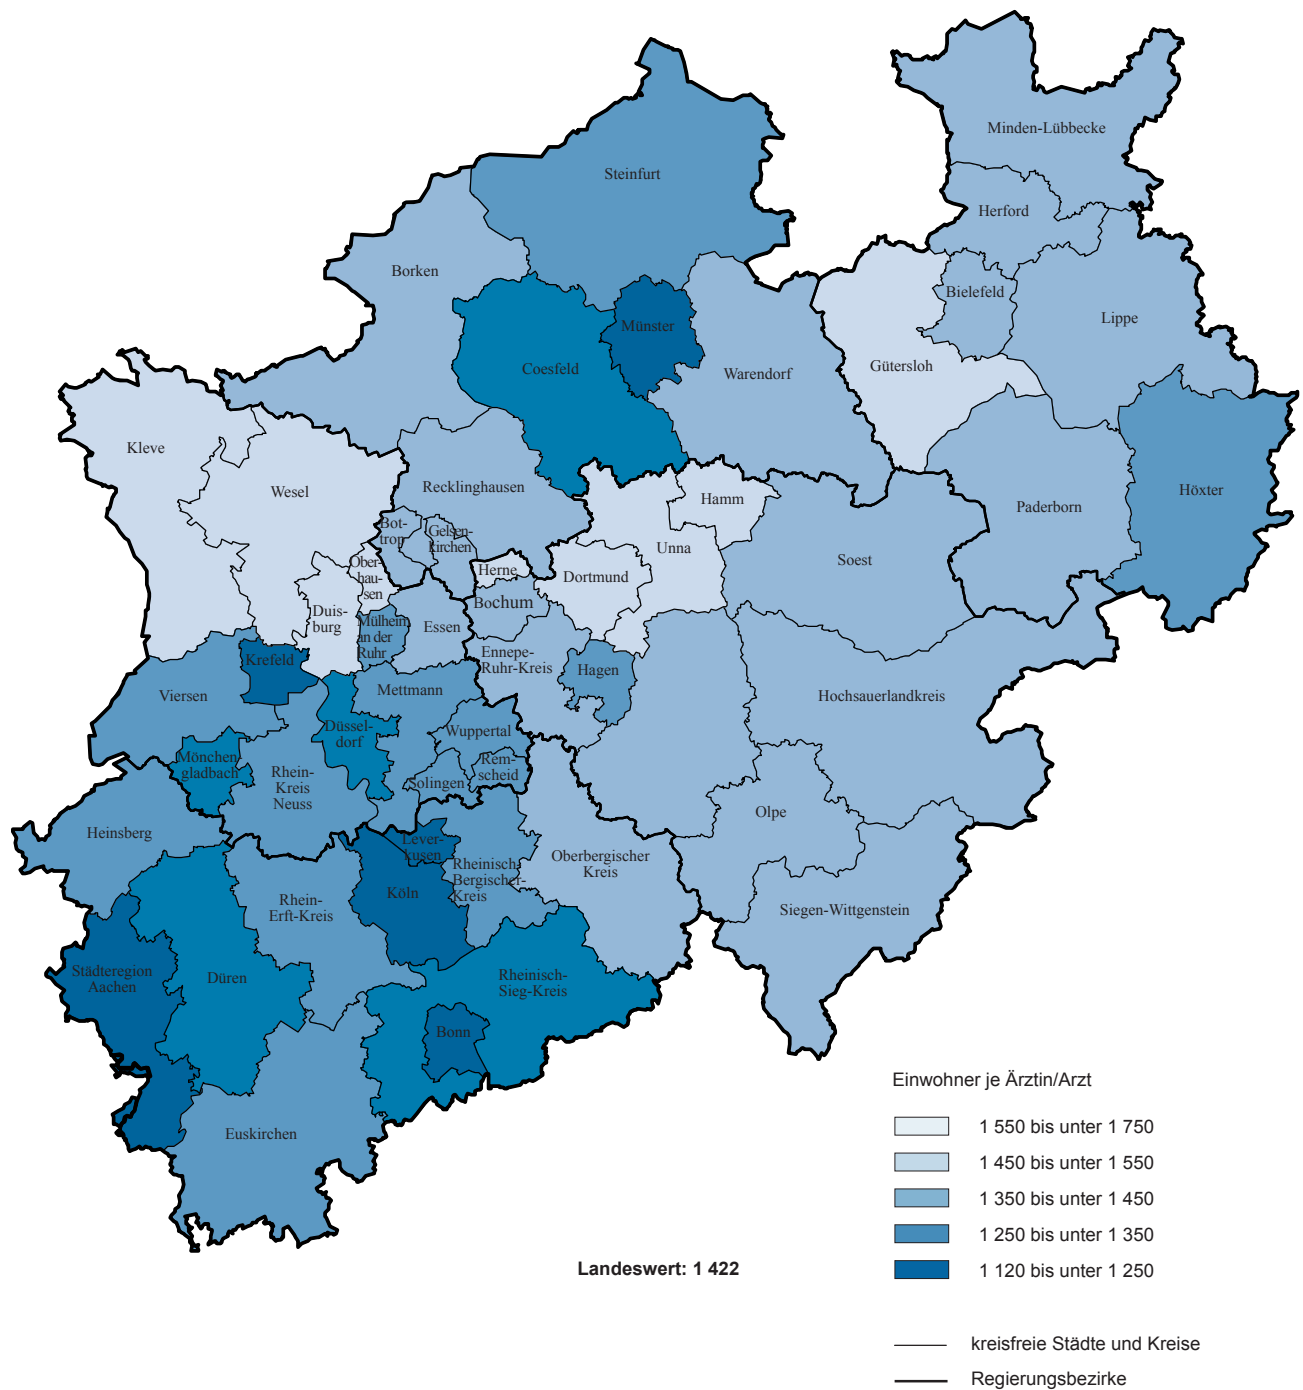 Minden-Lübbecke
Steinfurt
Herford
Borken
Bielefeld
Lippe
Münster
Coesfeld
Warendorf
Gütersloh
Kleve
Wesel
Recklinghausen
Hamm
Höxter
Paderborn
Bot-
trop
Gelsen-
kirchen
Unna
Soest
Ober-
hau-
sen
Herne
Dortmund
Duis-
burg
Bochum
Mülheim
an der
Ruhr
Essen
Ennepe-
Ruhr-Kreis
Krefeld
Hagen
Viersen
Mettmann
Hochsauerlandkreis
Düssel-
dorf
Wuppertal
Mönchen
gladbach
Rhein-
Kreis
Neuss
Solingen
Rem-
scheid
Heinsberg
Olpe
Lever-
kusen
Rheinisch-
Bergischer-
Kreis
Oberbergischer
Kreis
Köln
Rhein-
Erft-Kreis
Siegen-Wittgenstein
Städteregion
Aachen
Düren
Rheinisch-
Sieg-Kreis
Bonn
Euskirchen
Einwohner je Ärztin/Arzt
1 550 bis unter 1 750
1 450 bis unter 1 550
1 350 bis unter 1 450
1 250 bis unter 1 350
1 120 bis unter 1 250
Landeswert: 1 422
kreisfreie Städte und Kreise
Regierungsbezirke